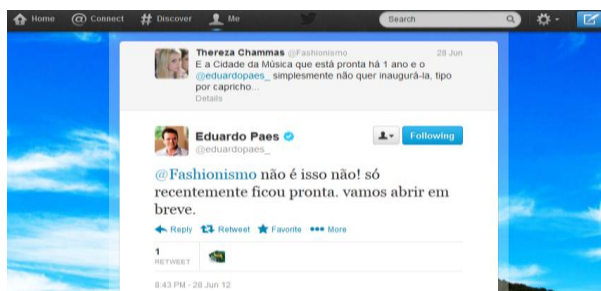 Home @ Connect # Discover Me Search
Thereza Chammas @Fashionismo 28 Jun
E a Cidade da Música que está pronta há 1 ano e o
@eduardopaes_ simplesmente não quer inaugurá-la, tipo
por capricho...
Details
Eduardo Paes Following
@eduardopaes_
@Fashionismo não é isso não! só
recentemente ficou pronta. vamos abrir em
breve.
Reply Retweet Favorite More
1
RETWEET
8:43 PM - 28 Jun 12